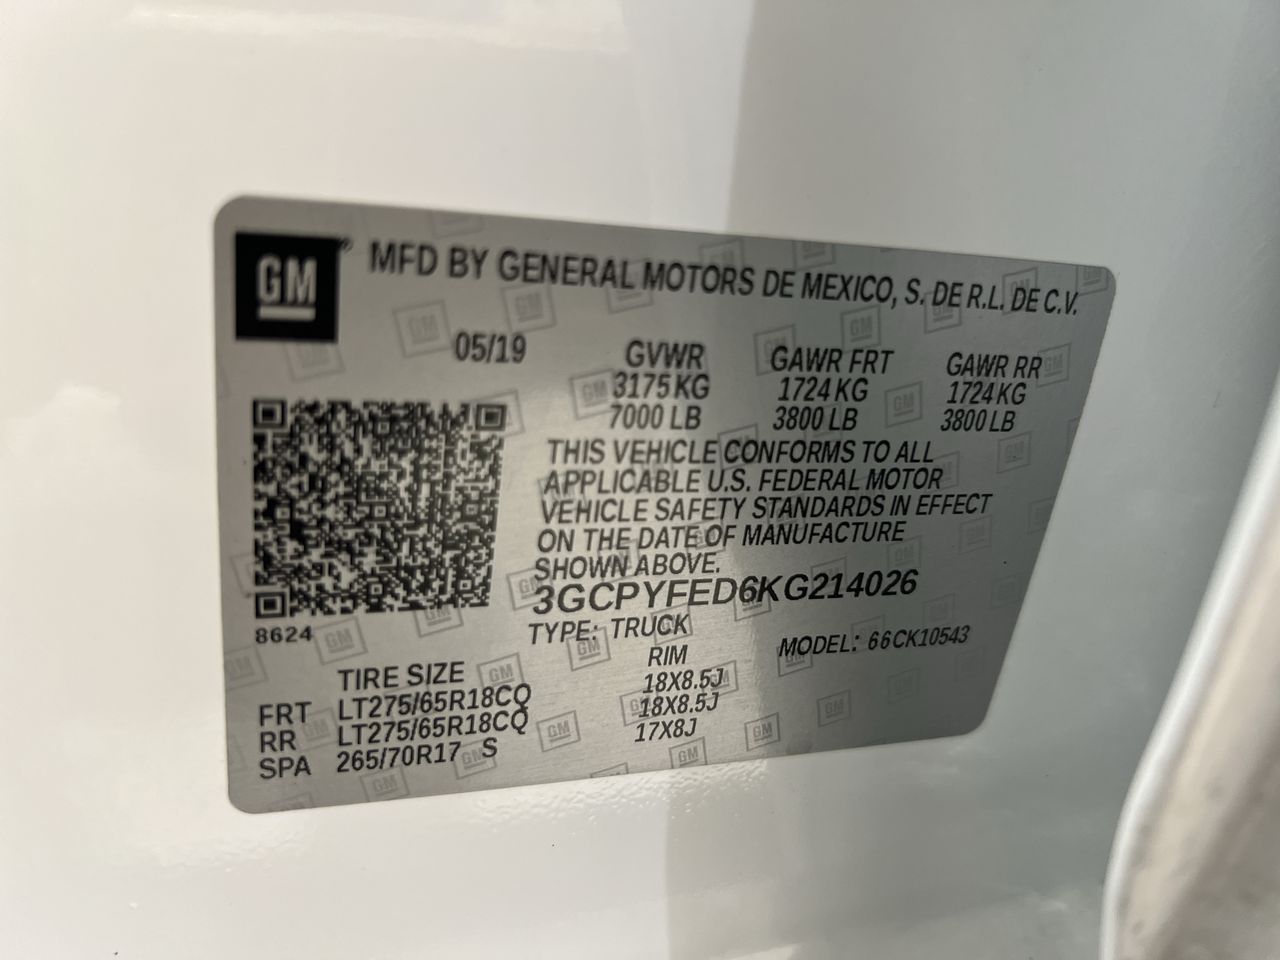 GM® MFD BY GENERAL MOTORS DE MEXICO, S. DE R.L. DE C.V.
05/19 GVWR GAWR FRT GAWR RR
3175 KG 1724 KG 1724 KG
7000 LB 3800 LB 3800 LB
THIS VEHICLE CONFORMS TO ALL
APPLICABLE U.S. FEDERAL MOTOR
VEHICLE SAFETY STANDARDS IN EFFECT
ON THE DATE OF MANUFACTURE
SHOWN ABOVE.
3GCPYFED6KG214026
8624
TYPE: TRUCK MODEL: 66CK10543
TIRE SIZE RIM
FRT LT275/65R18CQ 18X8.5J
RR LT275/65R18CQ 18X8.5J
SPA 265/70R17 S 17X8J